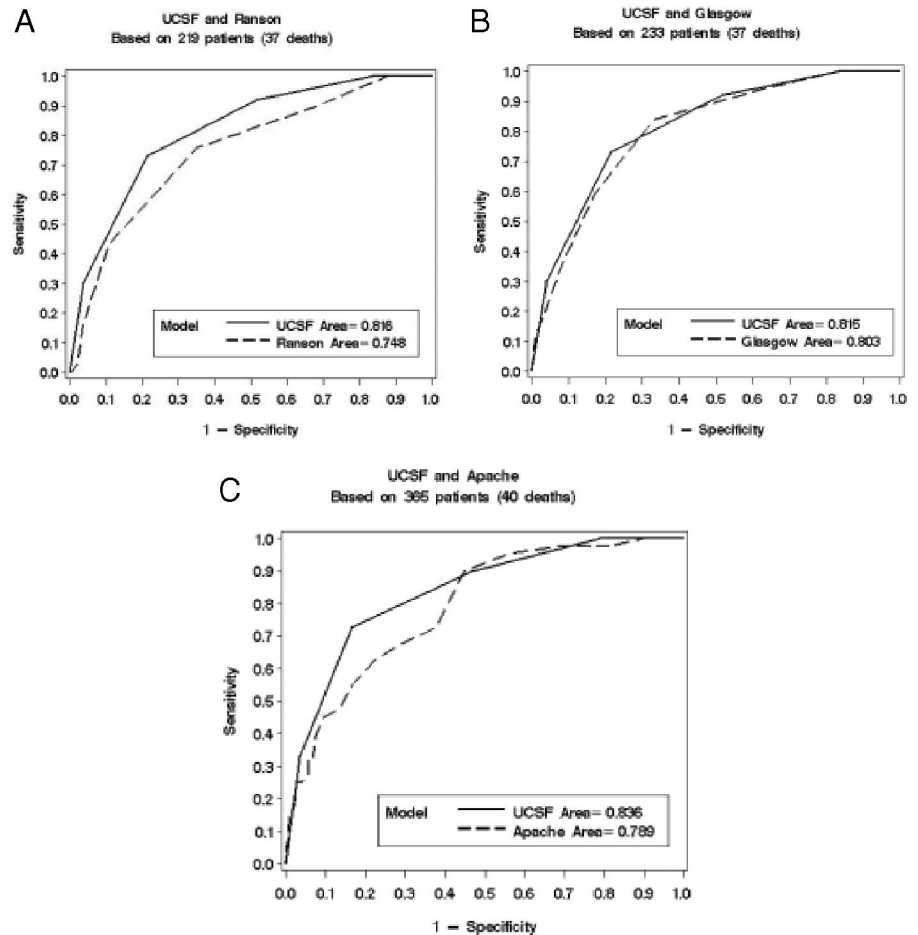 A
UCSF and Ranson
Based on 219 patients (37 deaths)
Sensitivity
1.0
0.9
0.8
0.7
0.6
0.5
0.4
0.3
0.2
0.1
0.0
Model
UCSF Area= 0.816
Ranson Area= 0.748
0.0 0.1 0.2 0.3 0.4 0.5 0.6 0.7 0.8 0.9 1.0
1 - Specificity
B
UCSF and Glasgow
Based on 233 patients (37 deaths)
Sensitivity
1.0
0.9
0.8
0.7
0.6
0.5
0.4
0.3
0.2
0.1
0.0
Model
UCSF Area= 0.815
Glasgow Area= 0.803
0.0 0.1 0.2 0.3 0.4 0.5 0.6 0.7 0.8 0.9 1.0
1 - Specificity
C
UCSF and Apache
Based on 365 patients (40 deaths)
Sensitivity
1.0
0.9
0.8
0.7
0.6
0.5
0.4
0.3
0.2
0.1
0.0
Model
UCSF Area= 0.836
Apache Area= 0.789
0.0 0.1 0.2 0.3 0.4 0.5 0.6 0.7 0.8 0.9 1.0
1 - Specificity